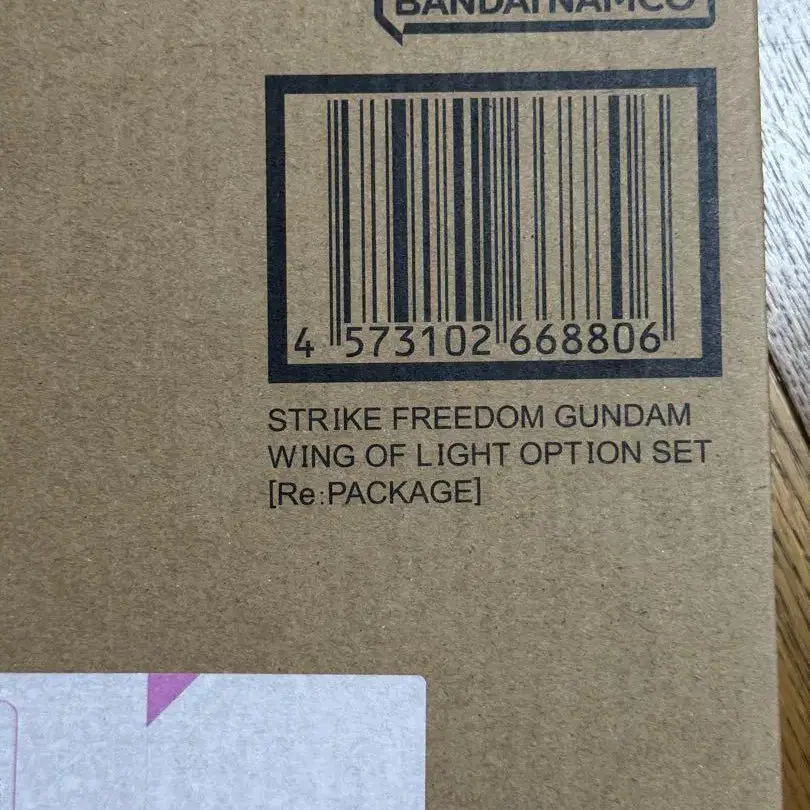 BANDAI NAMCO
4 573102 668806
STRIKE FREEDOM GUNDAM
WING OF LIGHT OPTION SET
[Re:PACKAGE]